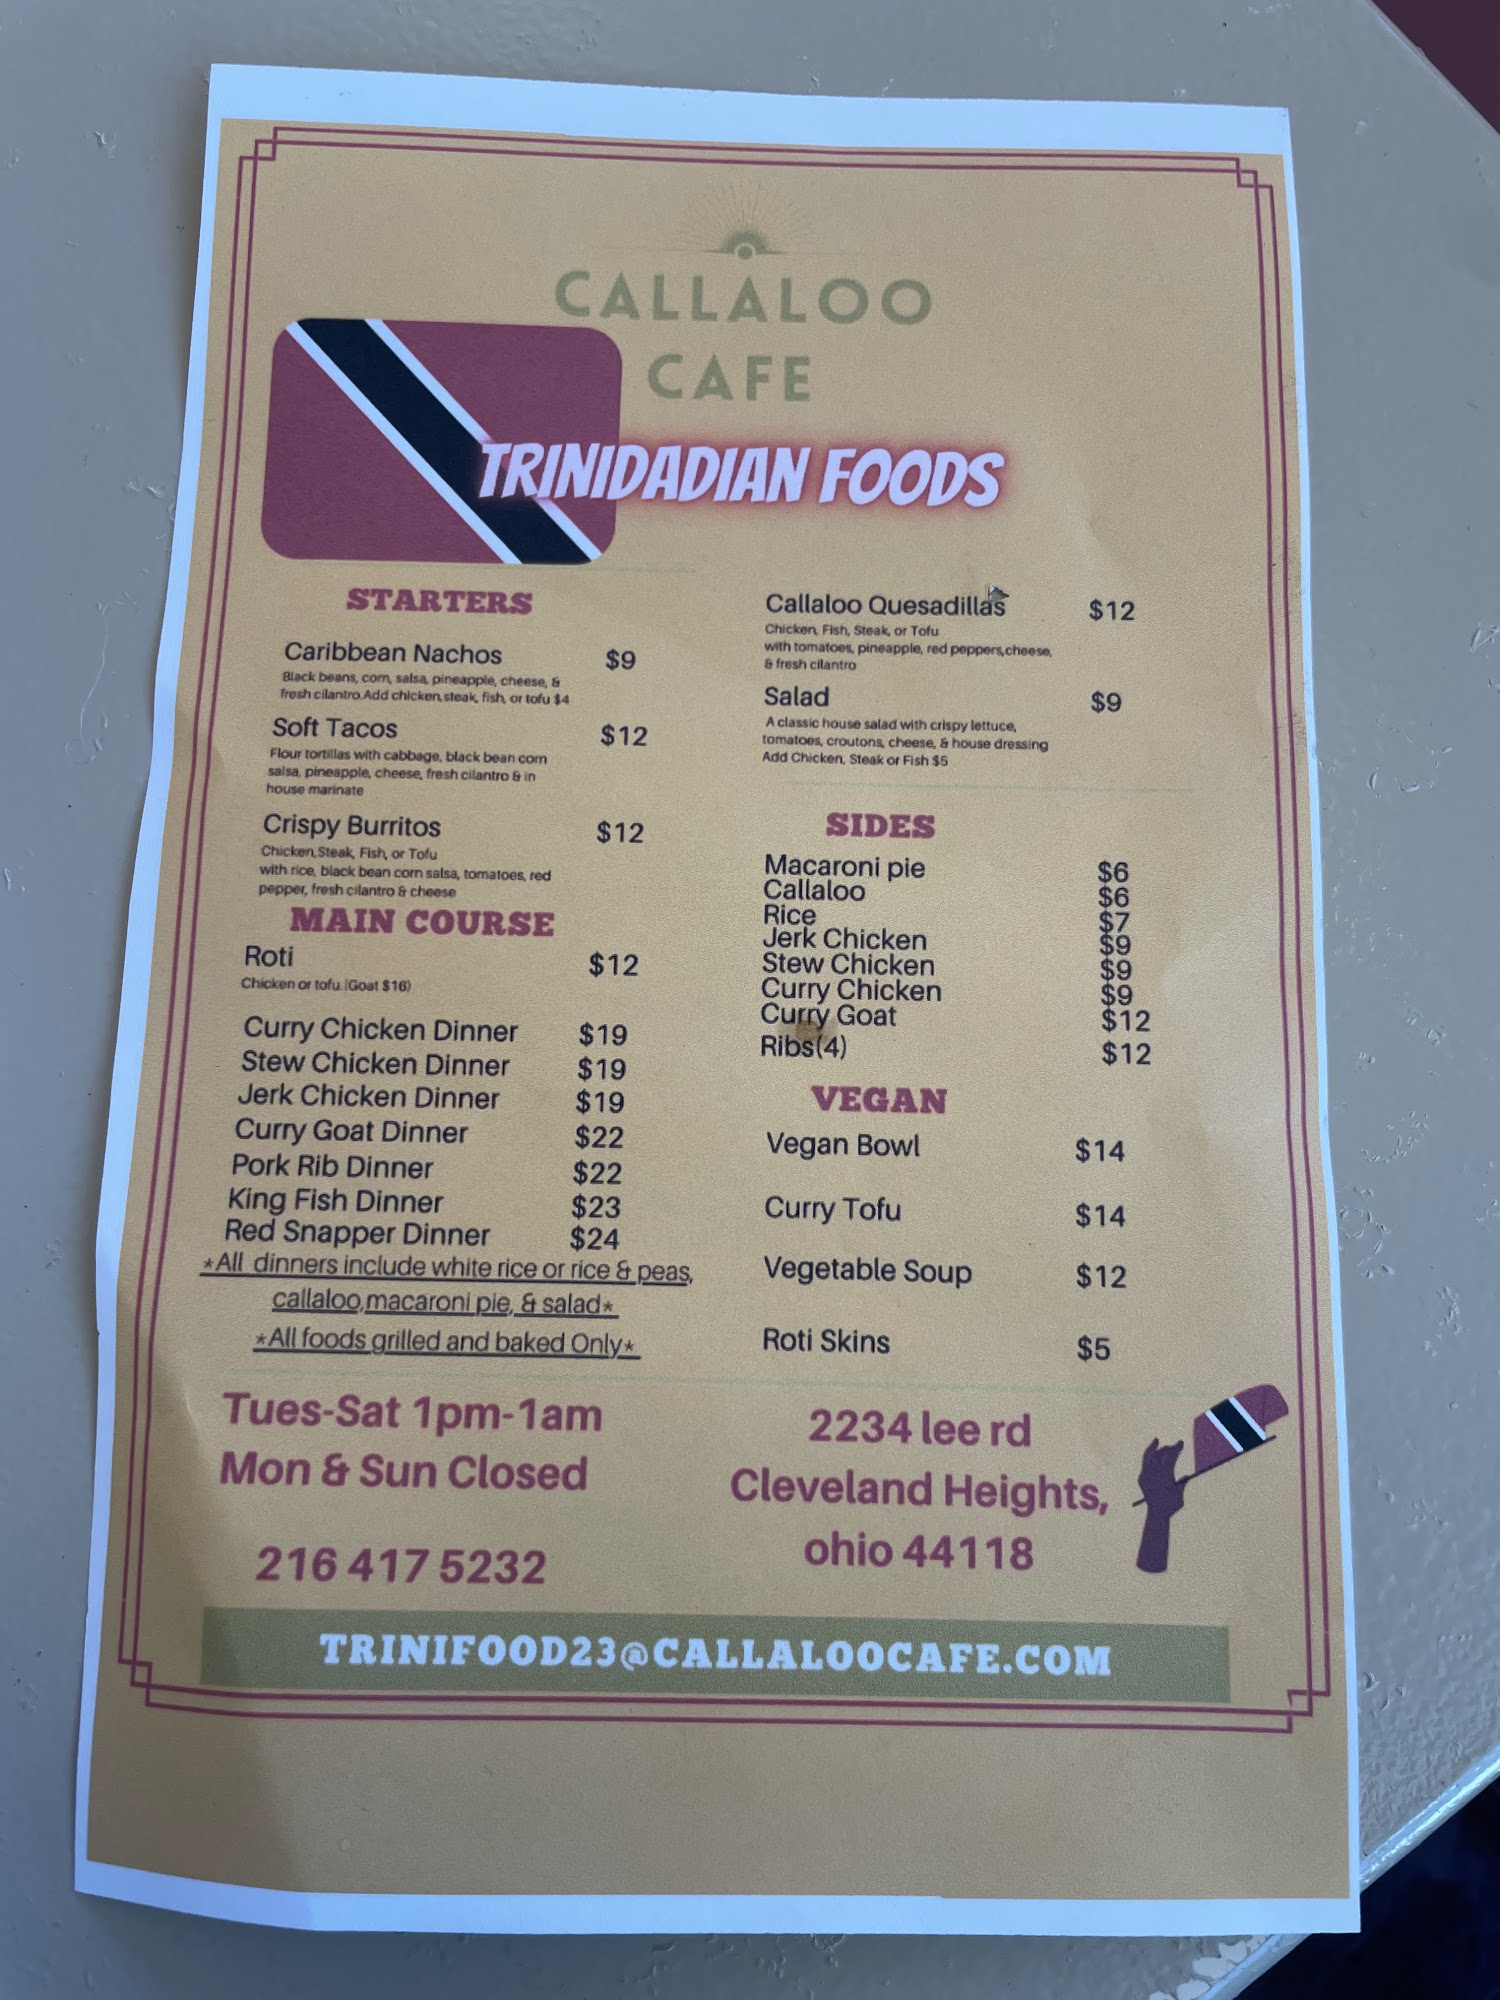 CALLALOO
CAFE
TRINIDADIAN FOODS
STARTERS
Caribbean Nachos $9
Black beans, corn, salsa, pineapple, cheese, &
fresh cilantro.Add chicken,steak, fish, or tofu $4
Soft Tacos $12
Flour tortillas with cabbage, black bean corn
salsa, pineapple, cheese, fresh cilantro & in
house marinate
Crispy Burritos $12
Chicken,Steak, Fish, or Tofu
with rice, black bean corn salsa, tomatoes, red
pepper, fresh cilantro & cheese
MAIN COURSE
Roti $12
Chicken or tofu. (Goat $16)
Curry Chicken Dinner $19
Stew Chicken Dinner $19
Jerk Chicken Dinner $19
Curry Goat Dinner $22
Pork Rib Dinner $22
King Fish Dinner $23
Red Snapper Dinner $24
*All dinners include white rice or rice & peas,
callaloo,macaroni pie, & salad*
*All foods grilled and baked Only*
Callaloo Quesadillas $12
Chicken, Fish, Steak, or Tofu
with tomatoes, pineapple, red peppers,cheese,
& fresh cilantro
Salad $9
A classic house salad with crispy lettuce,
tomatoes, croutons, cheese, & house dressing
Add Chicken, Steak or Fish $5
SIDES
Macaroni pie $6
Callaloo $6
Rice $7
Jerk Chicken $9
Stew Chicken $9
Curry Chicken $9
Curry Goat $12
Ribs(4) $12
VEGAN
Vegan Bowl $14
Curry Tofu $14
Vegetable Soup $12
Roti Skins $5
Tues-Sat 1pm-1am
Mon & Sun Closed
216 417 5232
2234 lee rd
Cleveland Heights,
ohio 44118
TRINIFOOD23@CALLALOOCAFE.COM